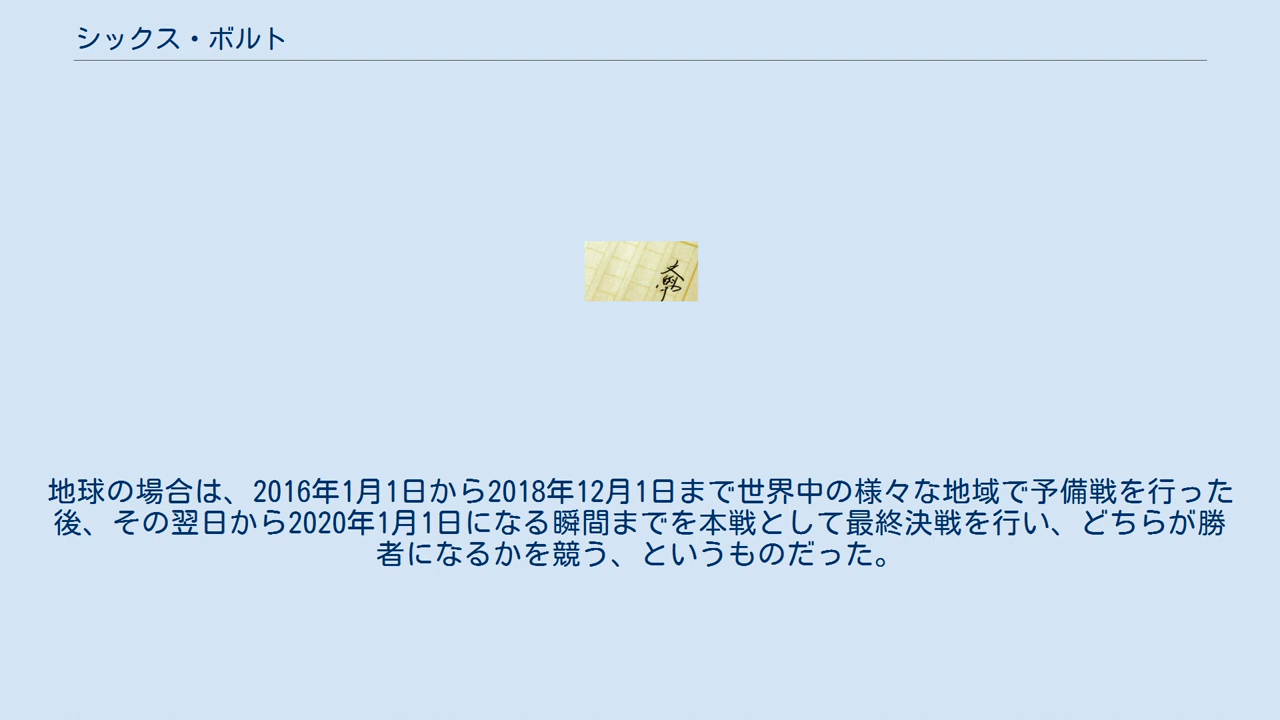 シックス・ボルト
地球の場合は、2016年1月1日から2018年12月1日まで世界中の様々な地域で予備戦を行った
後、その翌日から2020年1月1日になる瞬間までを本戦として最終決戦を行い、どちらが勝
者になるかを競う、というものだった。